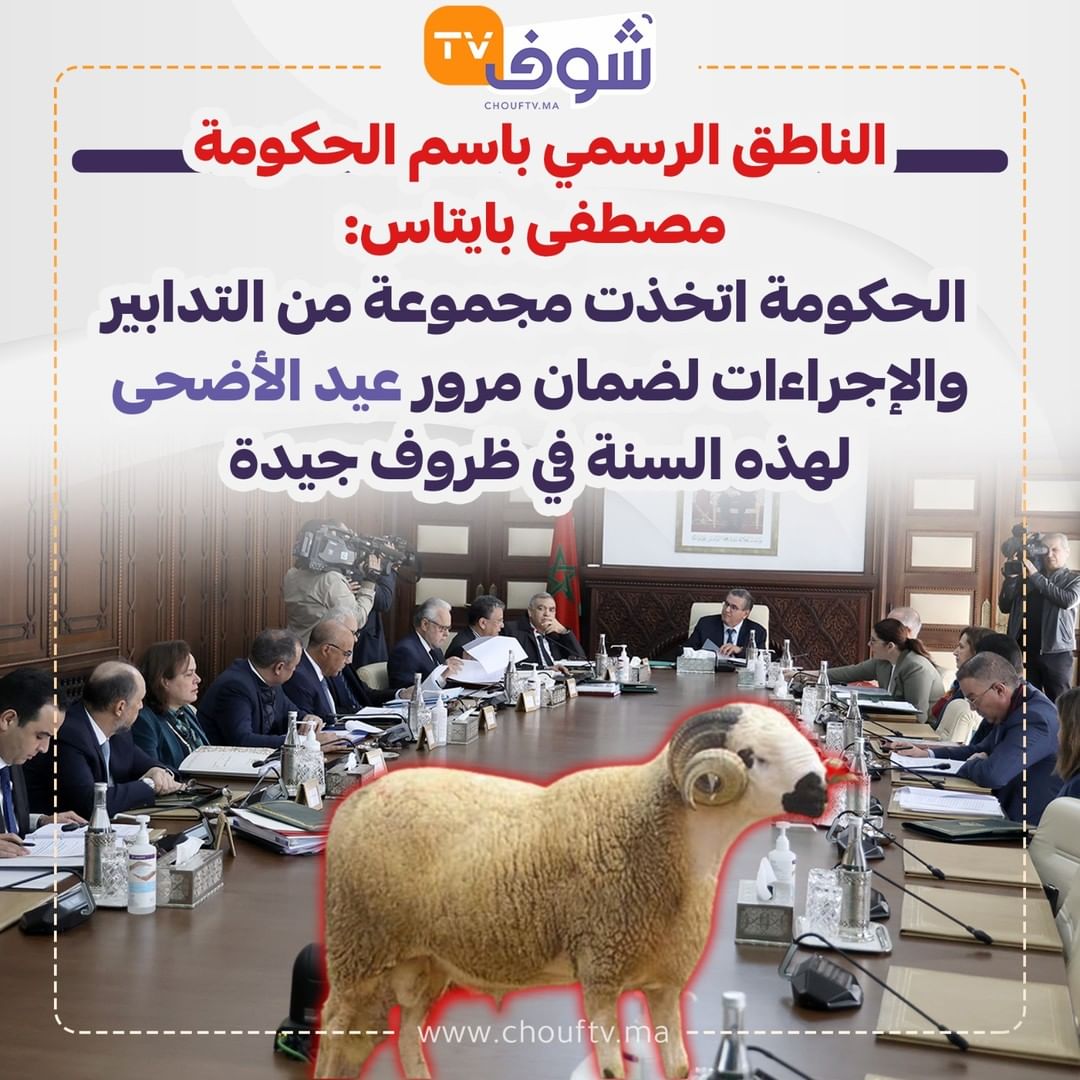 TV شوف
CHOUFTV.MA
الناطق الرسمي باسم الحكومة
مصطفى بايتاس:
الحكومة اتخذت مجموعة من التدابير
والإجراءات لضمان مرور عيد الأضحى
لهذه السنة في ظروف جيدة
www.chouftv.ma